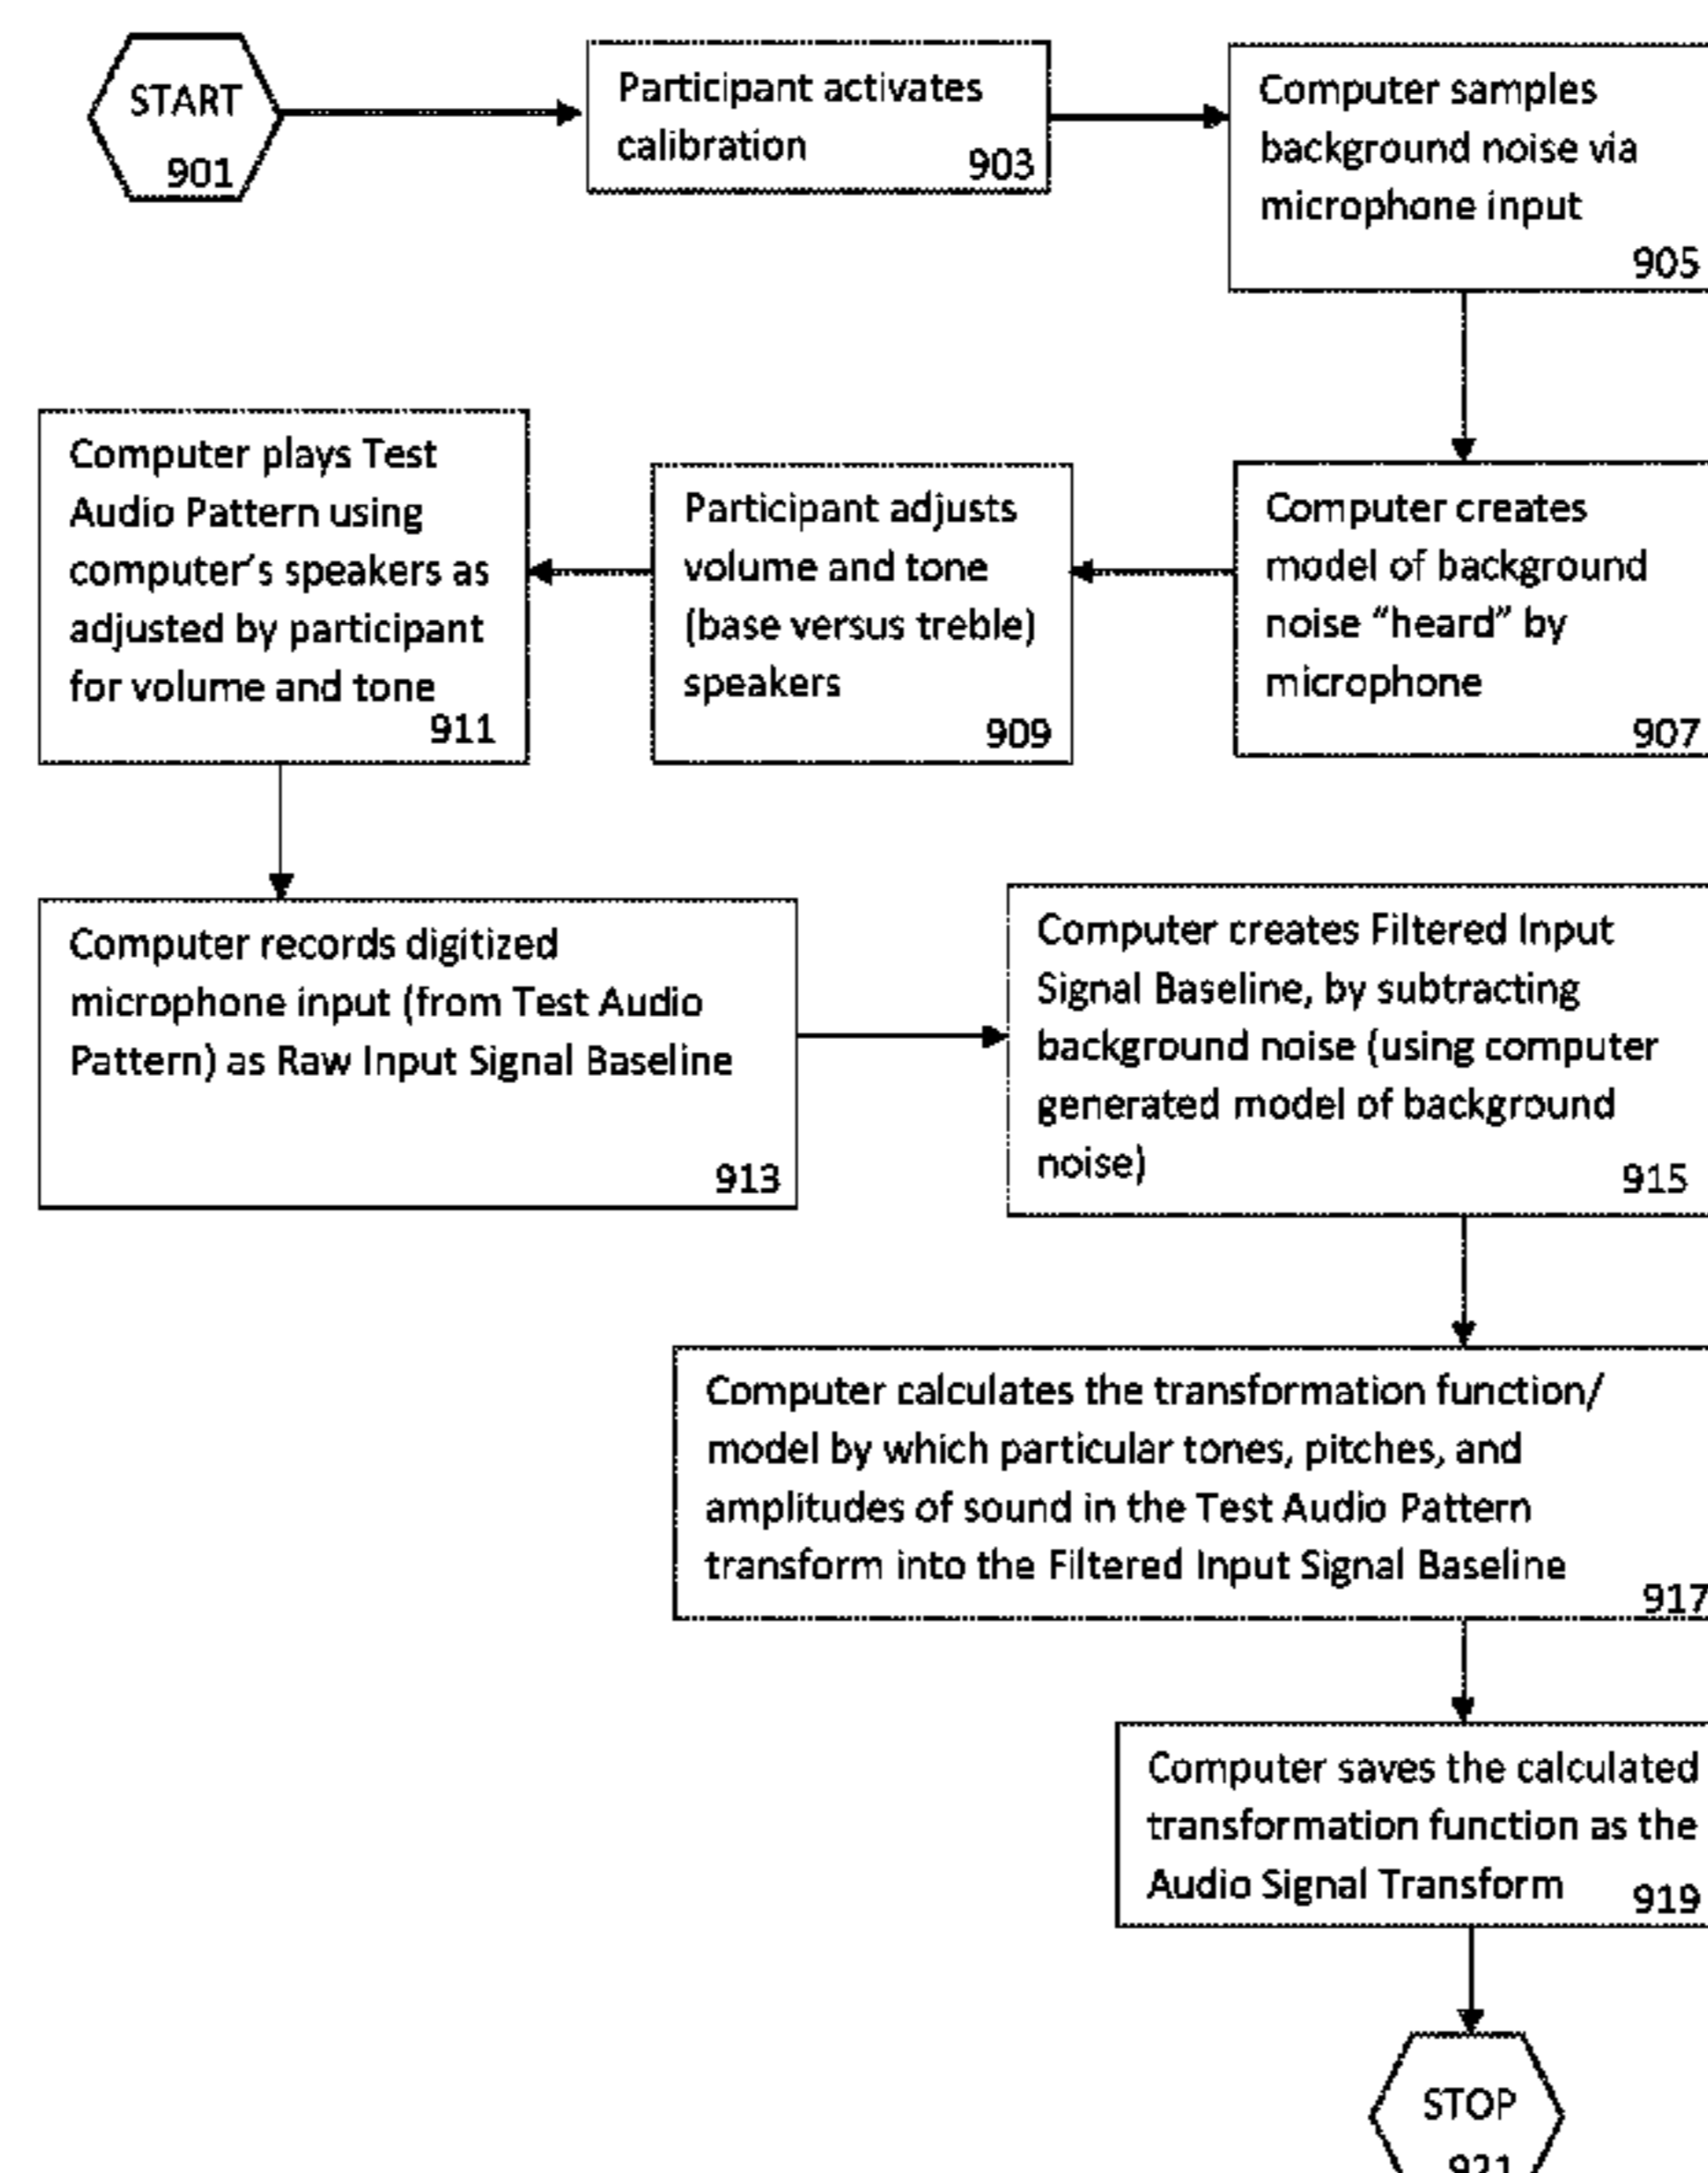 START
901
Participant activates
calibration
903
Computer samples
background noise via
microphone input
905
Computer plays Test
Audio Pattern using
computer’s speakers as
adjusted by participant
for volume and tone
911
Participant adjusts
volume and tone
(base versus treble)
speakers
909
Computer creates
model of background
noise “heard” by
microphone
907
Computer records digitized
microphone input (from Test Audio
Pattern) as Raw Input Signal Baseline
913
Computer creates Filtered Input
Signal Baseline, by subtracting
background noise (using computer
generated model of background
noise)
915
Computer calculates the transformation function/
model by which particular tones, pitches, and
amplitudes of sound in the Test Audio Pattern
transform into the Filtered Input Signal Baseline
917
Computer saves the calculated
transformation function as the
Audio Signal Transform
919
STOP
921